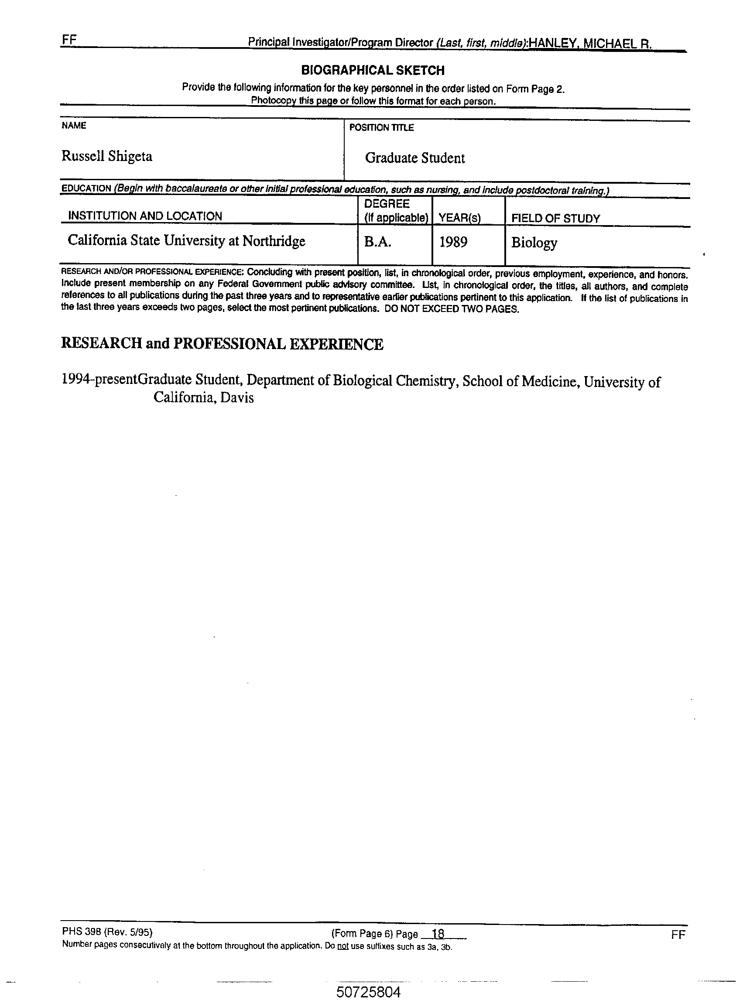 FF
Principal Investigator/Program Director (Last, first, middle):HANLEY, MICHAEL R.
BIOGRAPHICAL SKETCH
Provide the following information for the key personnel in the order listed on Form Page 2.
Photocopy this page or follow this format for each person.
NAME
POSITION TITLE
Russell Shigeta
Graduate Student
EDUCATION (Begin with baccalaureate or other initial professional education, such as nursing, and include postdoctoral training.)
INSTITUTION AND LOCATION
DEGREE
(if applicable)
YEAR(s)
FIELD OF STUDY
California State University at Northridge
B.A.
1989
Biology
RESEARCH AND/OR PROFESSIONAL EXPERIENCE: Concluding with present position, list, in chronological order, previous employment, experience, and honors.
Include present membership on any Federal Government public advisory committee. List, in chronological order, the titles, all authors, and complete
references to all publications during the past three years and to representative earlier publications pertinent to this application. If the list of publications in
the last three years exceeds two pages, select the most pertinent publications. DO NOT EXCEED TWO PAGES.
RESEARCH and PROFESSIONAL EXPERIENCE
1994-presentGraduate Student, Department of Biological Chemistry, School of Medicine, University of
California, Davis
PHS 398 (Rev. 5/95)
(Form Page 6) Page 18
FF
Number pages consecutively at the bottom throughout the application. Do not use suffixes such as 3a, 3b.
50725804